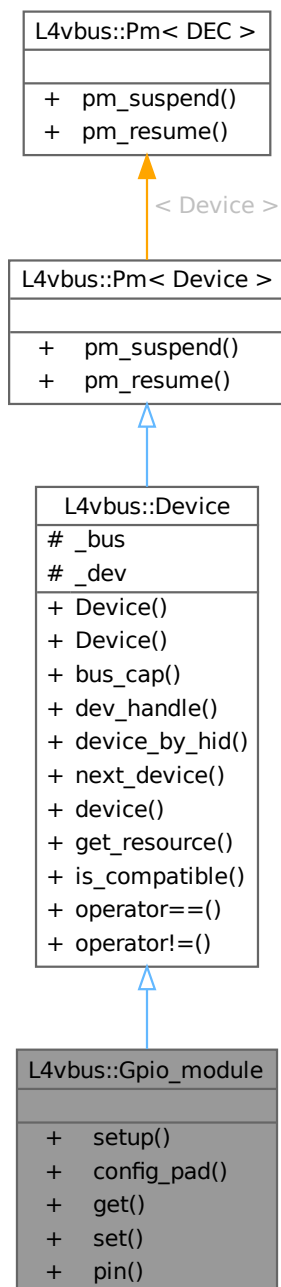 L4vbus::Pm< DEC >
+ pm_suspend()
+ pm_resume()
< Device >
L4vbus::Pm< Device >
+ pm_suspend()
+ pm_resume()
L4vbus::Device
# _bus
# _dev
+ Device()
+ Device()
+ bus_cap()
+ dev_handle()
+ device_by_hid()
+ next_device()
+ device()
+ get_resource()
+ is_compatible()
+ operator==()
+ operator!=()
L4vbus::Gpio_module
+ setup()
+ config_pad()
+ get()
+ set()
+ pin()